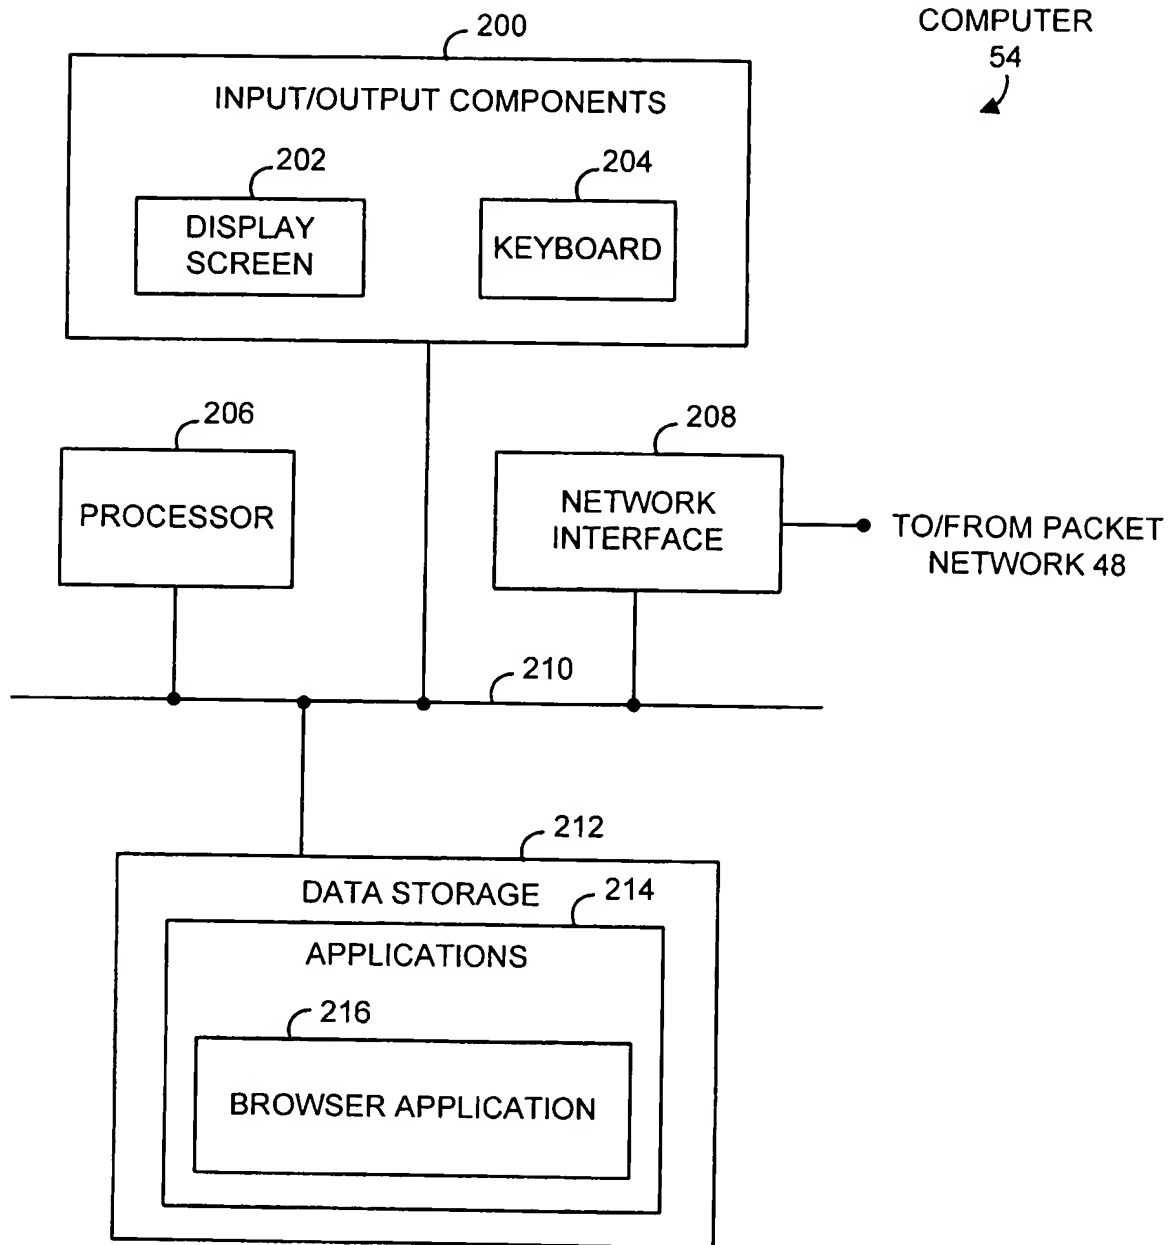 COMPUTER
54
200
INPUT/OUTPUT COMPONENTS
202
204
DISPLAY
SCREEN
KEYBOARD
206
208
PROCESSOR
NETWORK
INTERFACE
TO/FROM PACKET
NETWORK 48
210
212
DATA STORAGE
214
APPLICATIONS
216
BROWSER APPLICATION